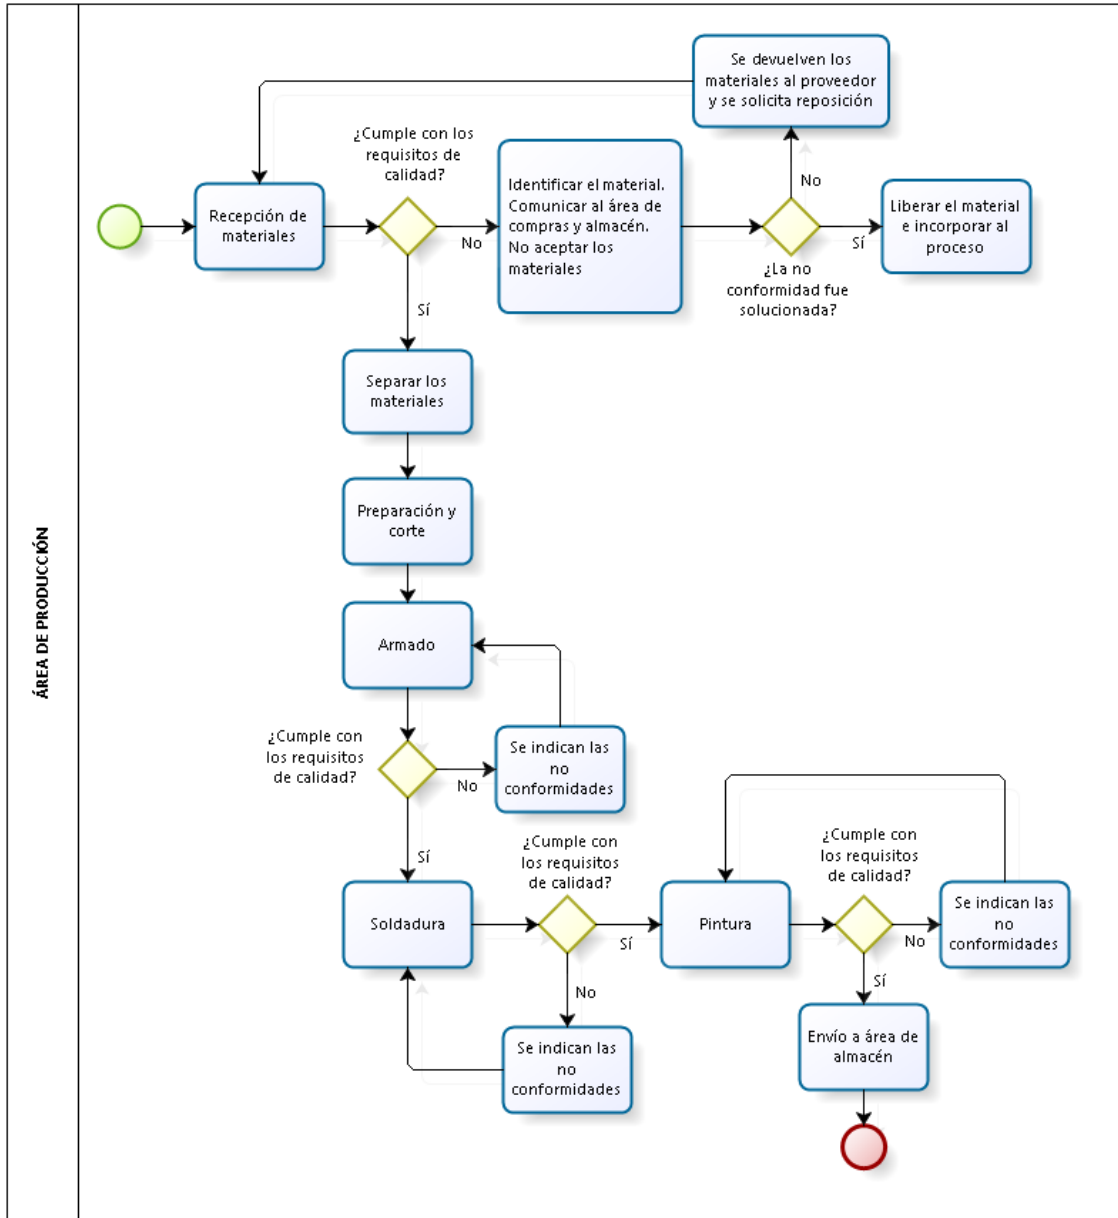 ÁREA DE PRODUCCIÓN
Se devuelven los
materiales al proveedor
y se solicita reposición
¿Cumple con los
requisitos de
calidad?
Recepción de
materiales
No
Identificar el material.
Comunicar al área de
compras y almacén.
No aceptar los
materiales
No
Sí
¿La no
conformidad fue
solucionada?
Liberar el material
e incorporar al
proceso
Sí
Separar los
materiales
Preparación y
corte
Armado
¿Cumple con
los requisitos
de calidad?
No
Se indican las
no
conformidades
Sí
Soldadura
¿Cumple con
los requisitos
de calidad?
Sí
No
Se indican las
no
conformidades
Pintura
¿Cumple con
los requisitos
de calidad?
No
Se indican las
no
conformidades
Sí
Envío a área de
almacén